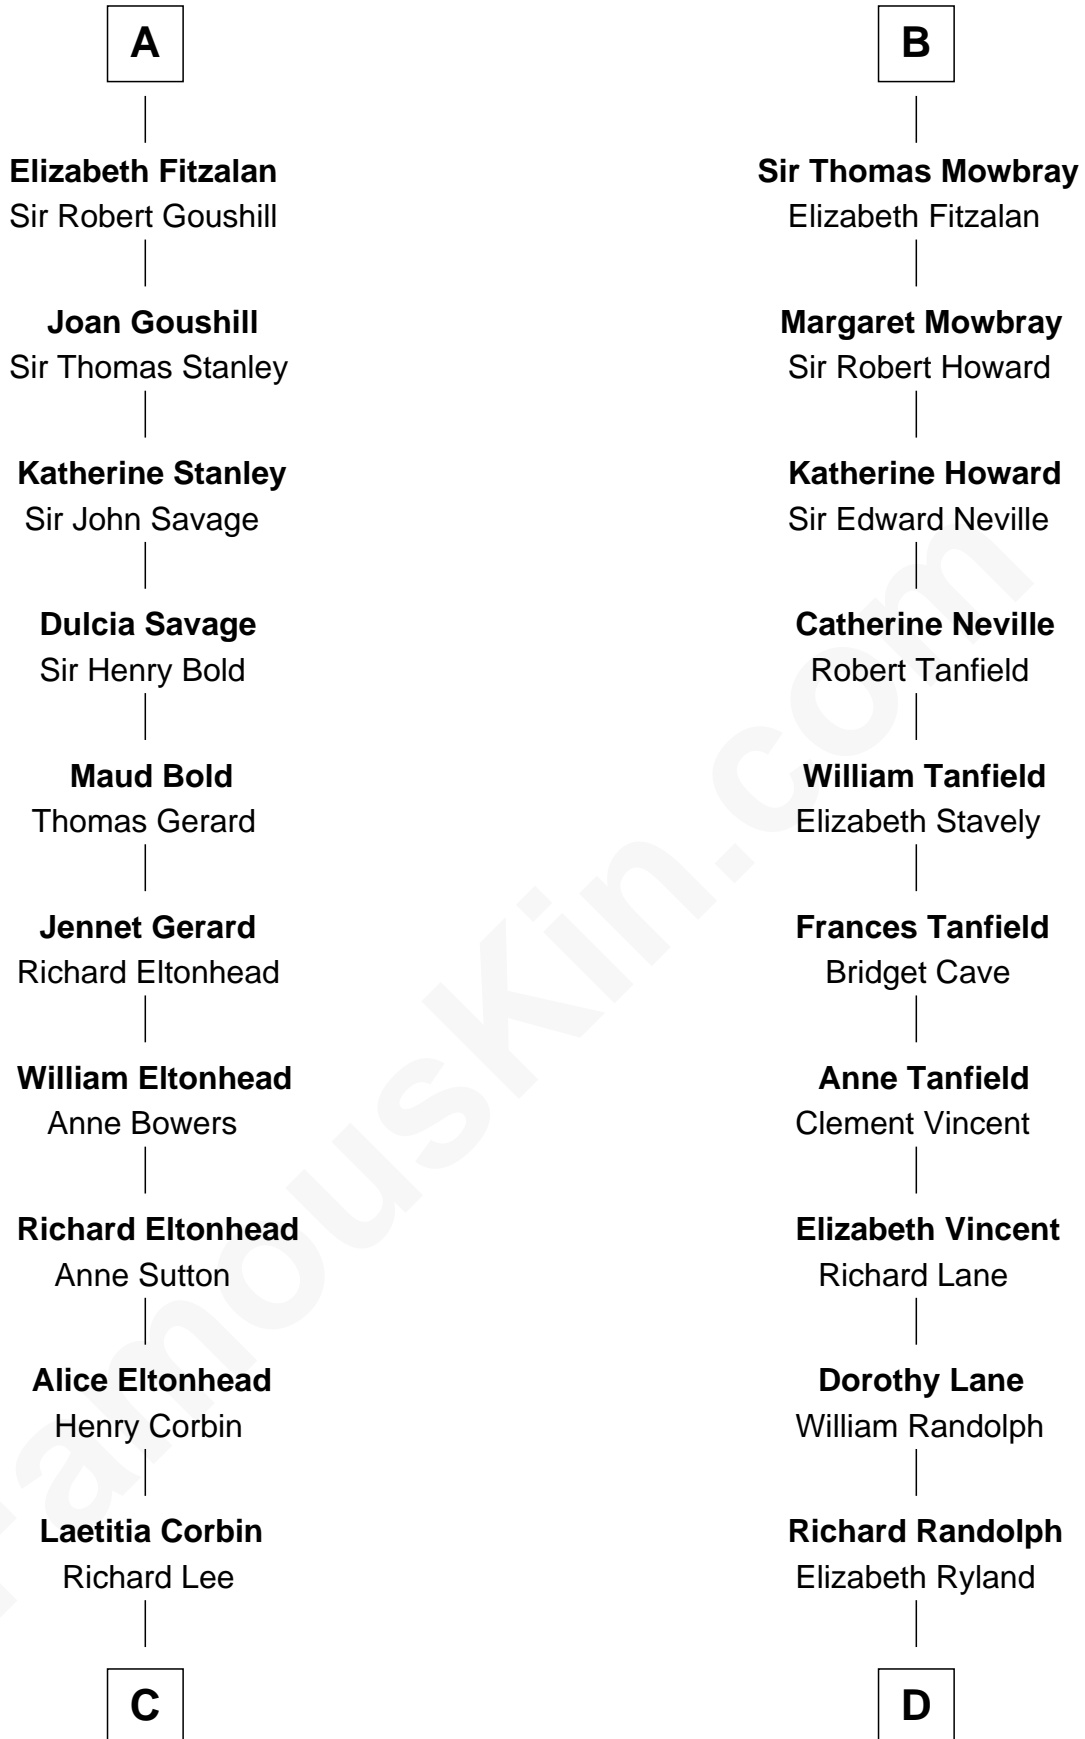 A
Elizabeth Fitzalan
Sir Robert Goushill
Joan Goushill
Sir Thomas Stanley
Katherine Stanley
Sir John Savage
Dulcia Savage
Sir Henry Bold
Maud Bold
Thomas Gerard
Jennet Gerard
Richard Eltonhead
William Eltonhead
Anne Bowers
Richard Eltonhead
Anne Sutton
Alice Eltonhead
Henry Corbin
Laetitia Corbin
Richard Lee
C
B
Sir Thomas Mowbray
Elizabeth Fitzalan
Margaret Mowbray
Sir Robert Howard
Katherine Howard
Sir Edward Neville
Catherine Neville
Robert Tanfield
William Tanfield
Elizabeth Stavely
Frances Tanfield
Bridget Cave
Anne Tanfield
Clement Vincent
Elizabeth Vincent
Richard Lane
Dorothy Lane
William Randolph
Richard Randolph
Elizabeth Ryland
D
FamousKin.com